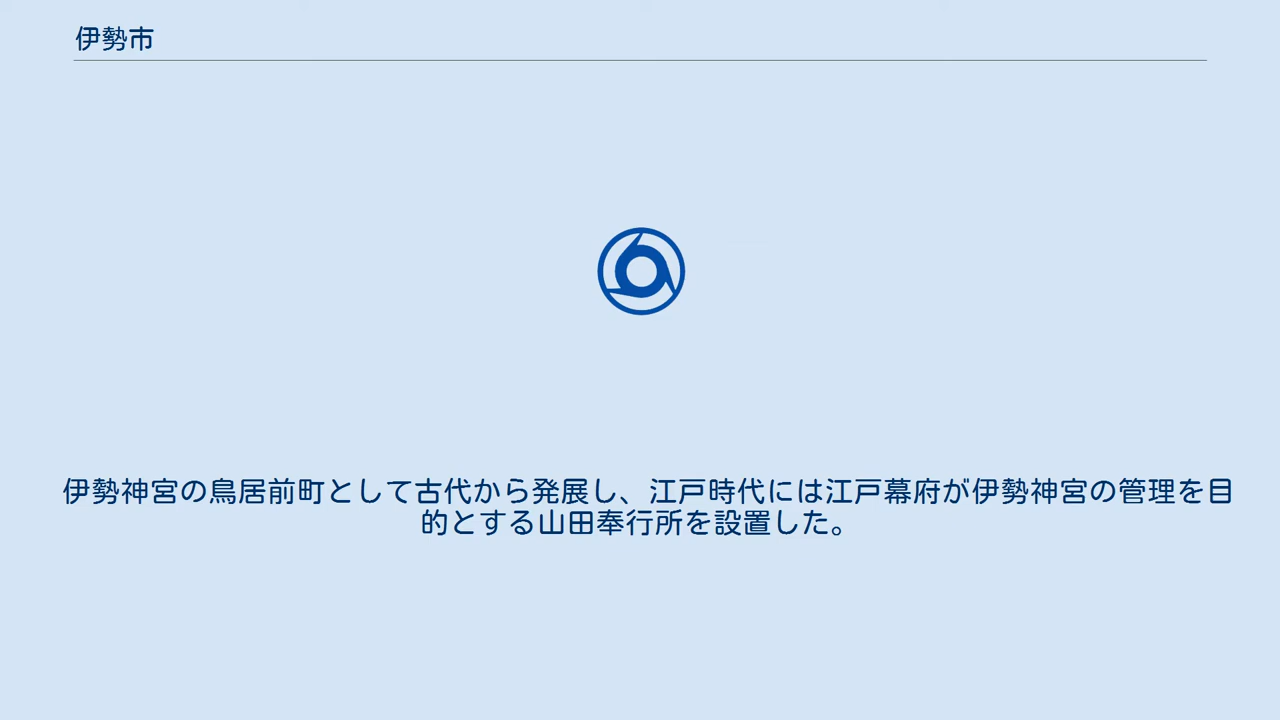 伊勢市
伊勢神宮の鳥居前町として古代から発展し、江戸時代には江戸幕府が伊勢神宮の管理を目
的とする山田奉行所を設置した。